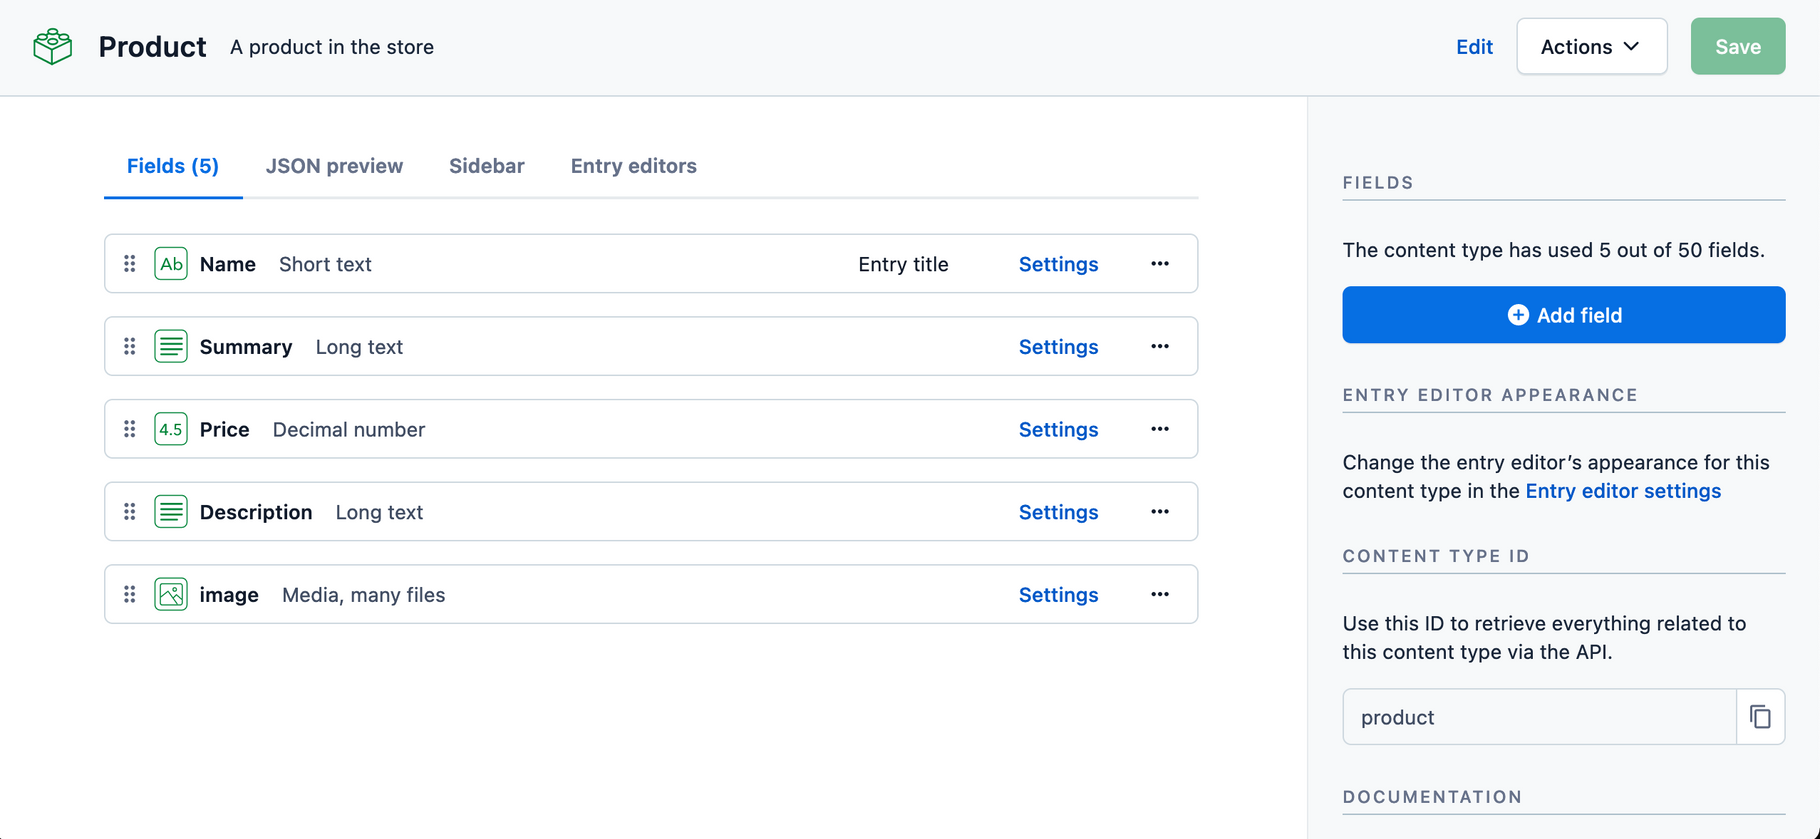 Product A product in the store Edit Actions Save
Fields (5) JSON preview Sidebar Entry editors
Ab Name Short text Entry title Settings
Summary Long text Settings
4.5 Price Decimal number Settings
Description Long text Settings
image Media, many files Settings
FIELDS
The content type has used 5 out of 50 fields.
Add field
ENTRY EDITOR APPEARANCE
Change the entry editor’s appearance for this
content type in the Entry editor settings
CONTENT TYPE ID
Use this ID to retrieve everything related to
this content type via the API.
product
DOCUMENTATION